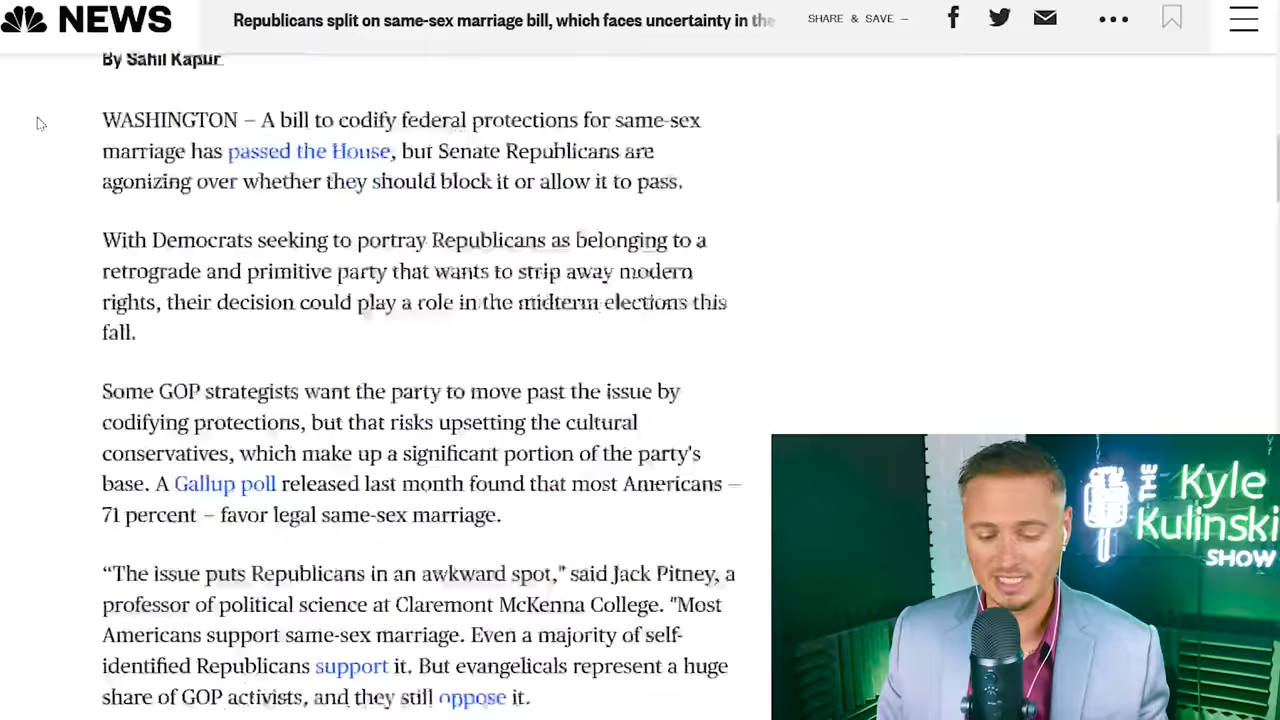 NEWS
Republicans split on same-sex marriage bill, which faces uncertainty in the
SHARE & SAVE —
By Sahil Kapur
WASHINGTON — A bill to codify federal protections for same-sex
marriage has passed the House, but Senate Republicans are
agonizing over whether they should block it or allow it to pass.
With Democrats seeking to portray Republicans as belonging to a
retrograde and primitive party that wants to strip away modern
rights, their decision could play a role in the midterm elections this
fall.
Some GOP strategists want the party to move past the issue by
codifying protections, but that risks upsetting the cultural
conservatives, which make up a significant portion of the party's
base. A Gallup poll released last month found that most Americans —
71 percent — favor legal same-sex marriage.
“The issue puts Republicans in an awkward spot," said Jack Pitney, a
professor of political science at Claremont McKenna College. "Most
Americans support same-sex marriage. Even a majority of self-
identified Republicans support it. But evangelicals represent a huge
share of GOP activists, and they still oppose it.
THE
Kyle
Kulinski
SHOW